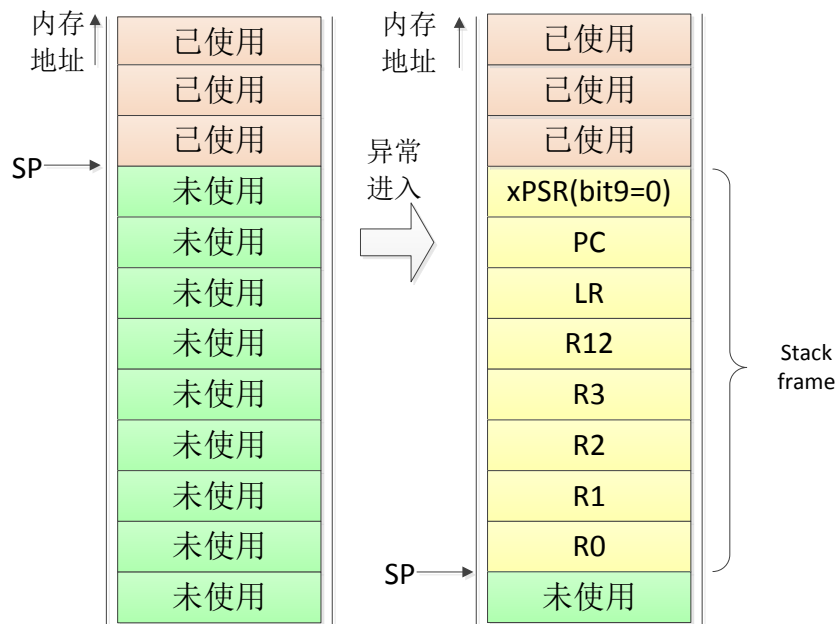 内存
地址
已使用
已使用
已使用
SP
未使用
未使用
未使用
未使用
未使用
未使用
未使用
未使用
未使用
异常
进入
内存
地址
已使用
已使用
已使用
xPSR(bit9=0)
PC
LR
R12
R3
R2
R1
R0
SP
未使用
Stack
frame